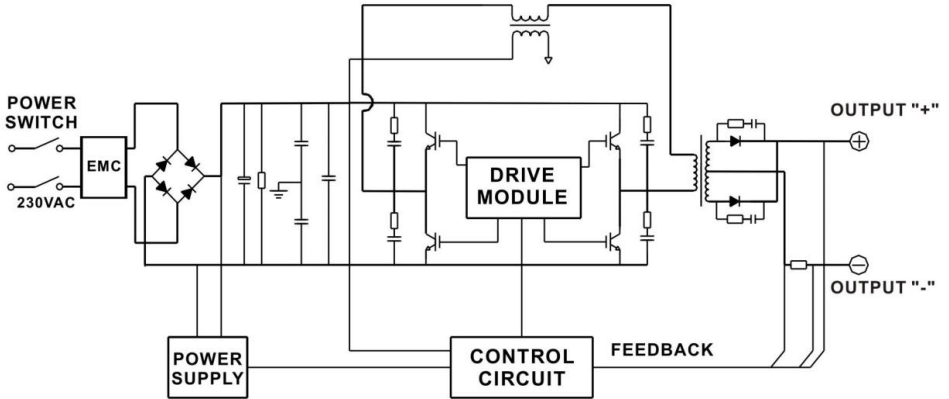 POWER
SWITCH
EMC
230VAC
DRIVE
MODULE
OUTPUT "+"
OUTPUT "-"
POWER
SUPPLY
CONTROL
CIRCUIT
FEEDBACK